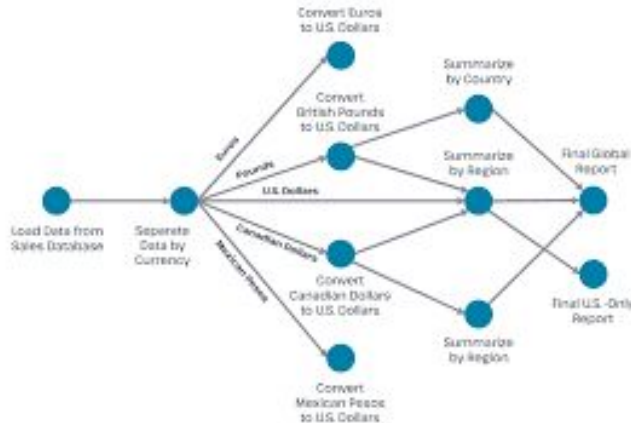 Convert Euros
to U.S. Dollars
Summarize
by Country
Convert
British Pounds
to U.S. Dollars
Euros
Pounds
Summarize
by Region
Final Global
Report
U.S. Dollars
Load Data from
Sales Database
Seperete
Data by
Currency
Canadian Dollars
Mexican Pesos
Convert
Canadian Dollars
to U.S. Dollars
Final U.S.-Only
Report
Summarize
by Region
Convert
Mexican Pesos
to U.S. Dollars